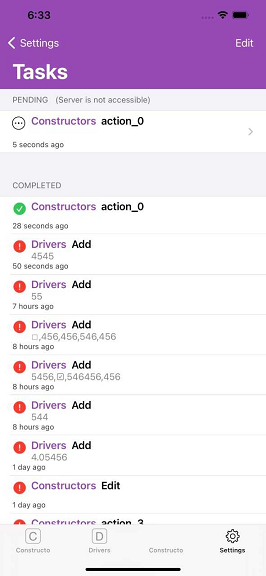 6:33
Settings
Edit
Tasks
PENDING (Server is not accessible)
Constructors action_0
5 seconds ago
COMPLETED
Constructors action_0
28 seconds ago
Drivers Add
4545
50 seconds ago
Drivers Add
55
7 hours ago
Drivers Add
☐,456,456,546,456
8 hours ago
Drivers Add
5456,☑,546456,456
8 hours ago
Drivers Add
544
8 hours ago
Drivers Add
4.05456
1 day ago
Constructors Edit
1 day ago
Constructors action_3
C D
Constructo Drivers Constructo Settings